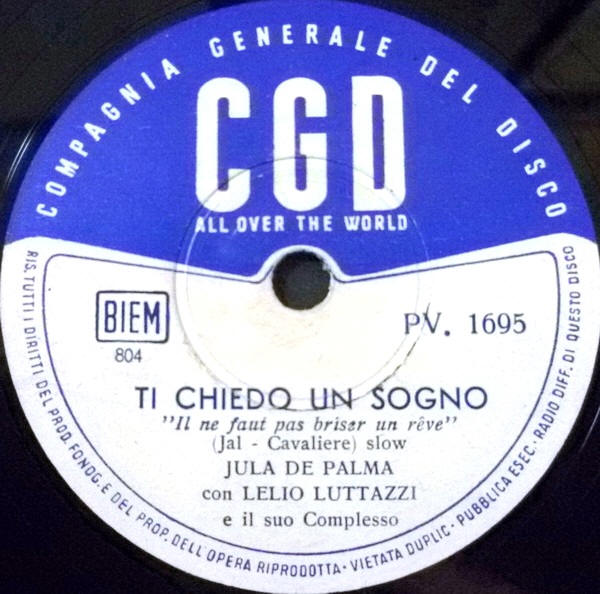 COMPAGNIA GENERALE DEL DISCO
CGD
ALL OVER THE WORLD
BIEM
804
PV. 1695
TI CHIEDO UN SOGNO
"Il ne faut pas briser un rêve"
(Jal - Cavaliere) slow
JULA DE PALMA
con LELIO LUTTAZZI
e il suo Complesso
RIS. TUTTI I DIRITTI DEL PROD. FONOG. E DEL PROP. DELL'OPERA RIPRODOTTA · VIETATA DUPLIC · PUBBLICA ESEC · RADIO DIFF. DI QUESTO DISCO